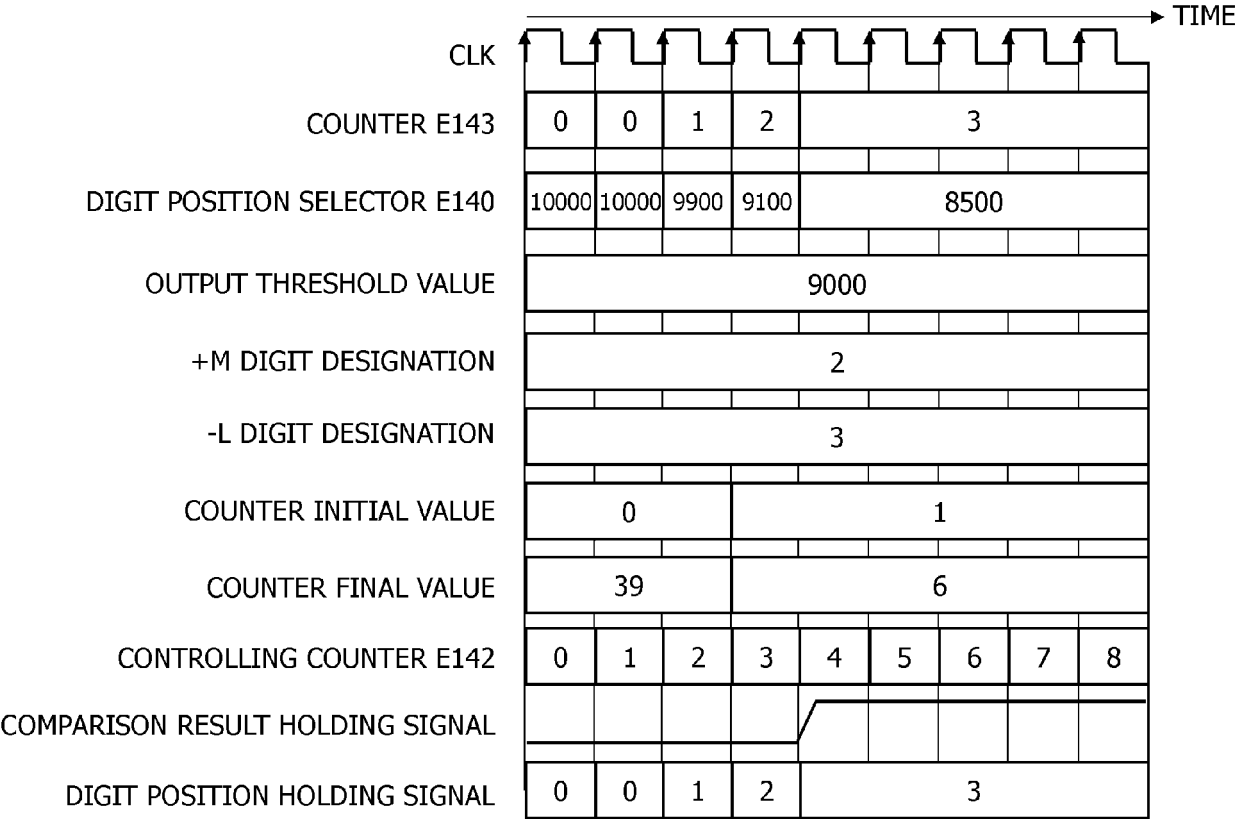 TIME
CLK
COUNTER E143 0 0 1 2 3
DIGIT POSITION SELECTOR E140 10000 10000 9900 9100 8500
OUTPUT THRESHOLD VALUE 9000
+M DIGIT DESIGNATION 2
-L DIGIT DESIGNATION 3
COUNTER INITIAL VALUE 0 1
COUNTER FINAL VALUE 39 6
CONTROLLING COUNTER E142 0 1 2 3 4 5 6 7 8
COMPARISON RESULT HOLDING SIGNAL
DIGIT POSITION HOLDING SIGNAL 0 0 1 2 3